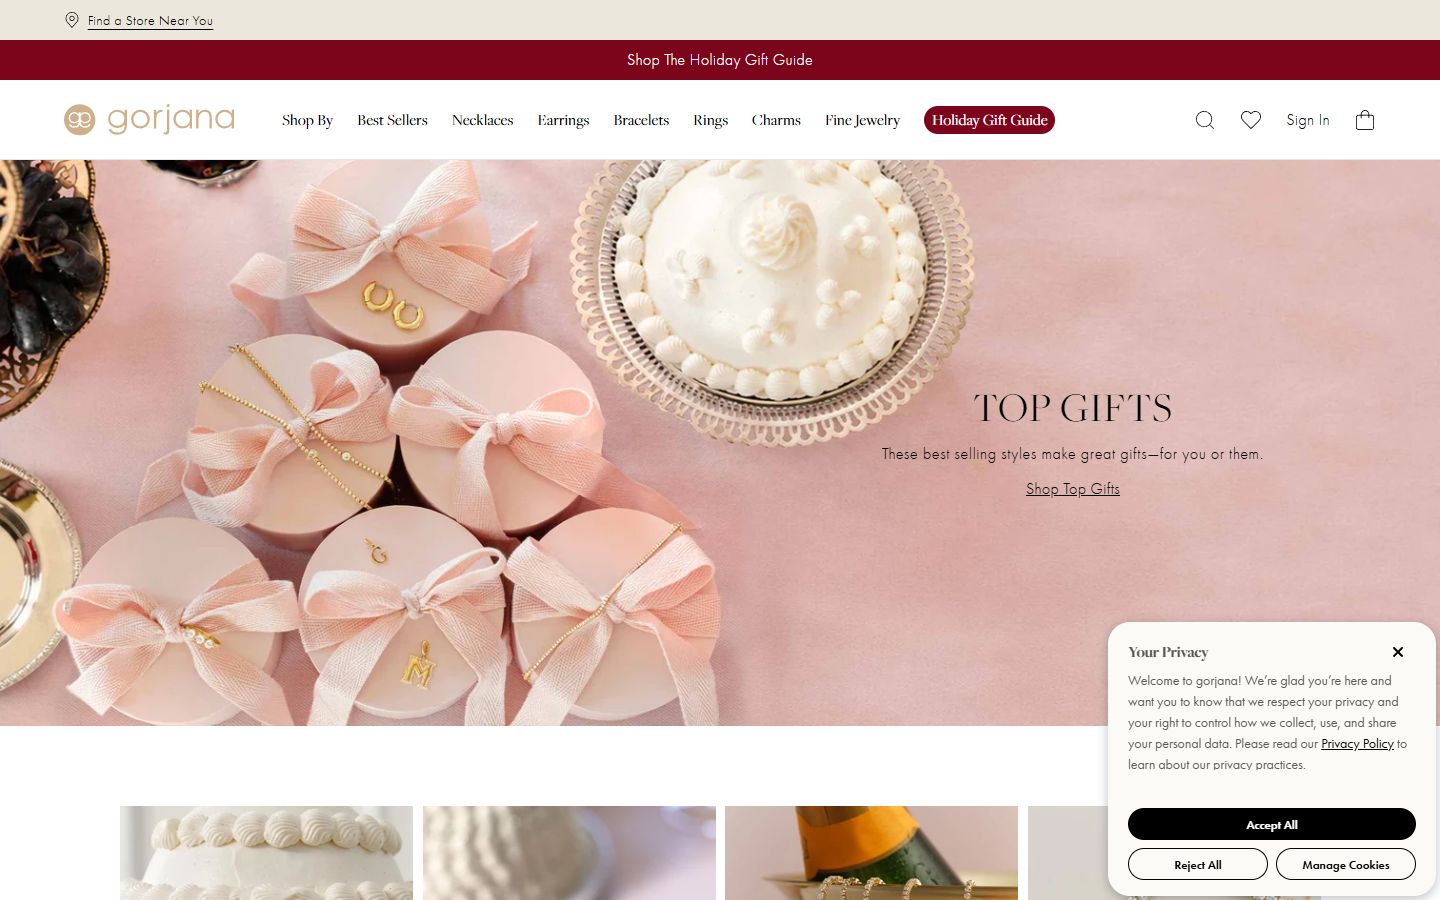 Find a Store Near You
Shop The Holiday Gift Guide
gorjana
Shop By
Best Sellers
Necklaces
Earrings
Bracelets
Rings
Charms
Fine Jewelry
Holiday Gift Guide
Sign In
TOP GIFTS
These best selling styles make great gifts—for you or them.
Shop Top Gifts
G
M
Your Privacy
Welcome to gorjana! We’re glad you’re here and
want you to know that we respect your privacy and
your right to control how we collect, use, and share
your personal data. Please read our Privacy Policy to
learn about our privacy practices.
Accept All
Reject All
Manage Cookies